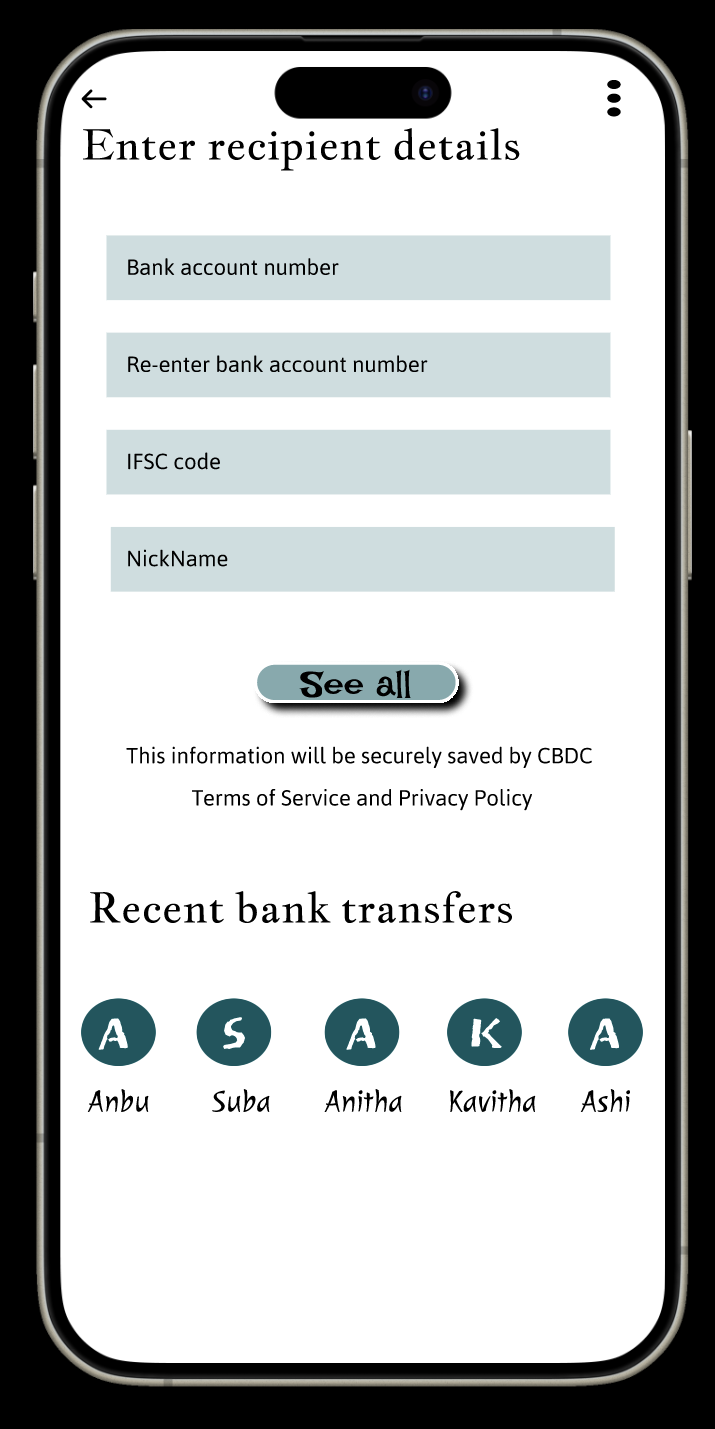 Enter recipient details
Bank account number
Re-enter bank account number
IFSC code
NickName
See all
This information will be securely saved by CBDC
Terms of Service and Privacy Policy
Recent bank transfers
A S A K A
Anbu Suba Anitha Kavitha Ashi